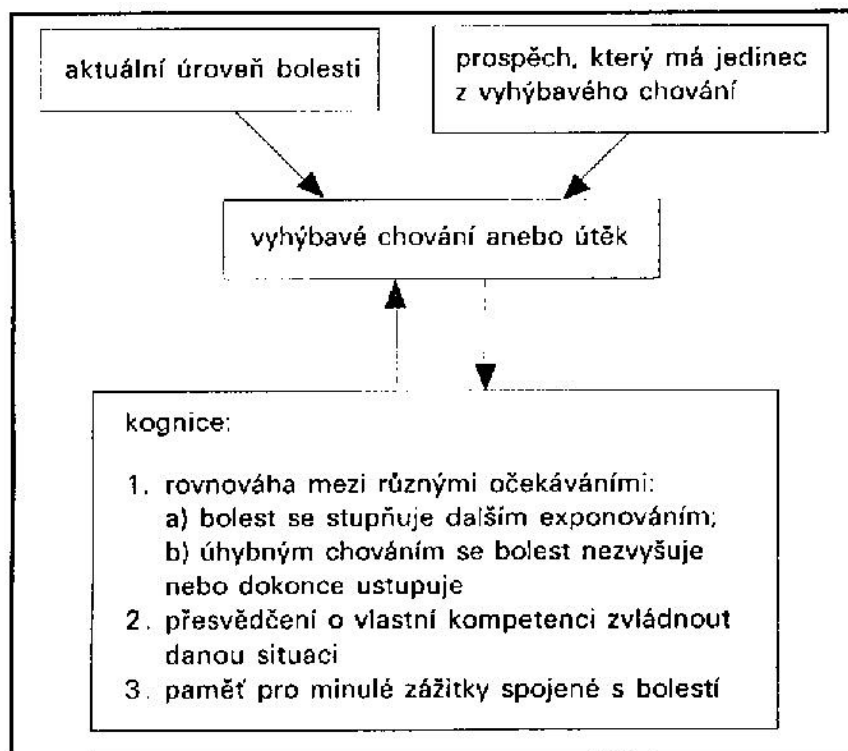 aktuální úroveň bolesti
prospěch, který má jedinec
z vyhýbavého chování
vyhýbavé chování anebo útěk
kognice:
1. rovnováha mezi různými očekáváními:
a) bolest se stupňuje dalším exponováním;
b) úhybným chováním se bolest nezvyšuje
nebo dokonce ustupuje
2. přesvědčení o vlastní kompetenci zvládnout
danou situaci
3. paměť pro minulé zážitky spojené s bolestí